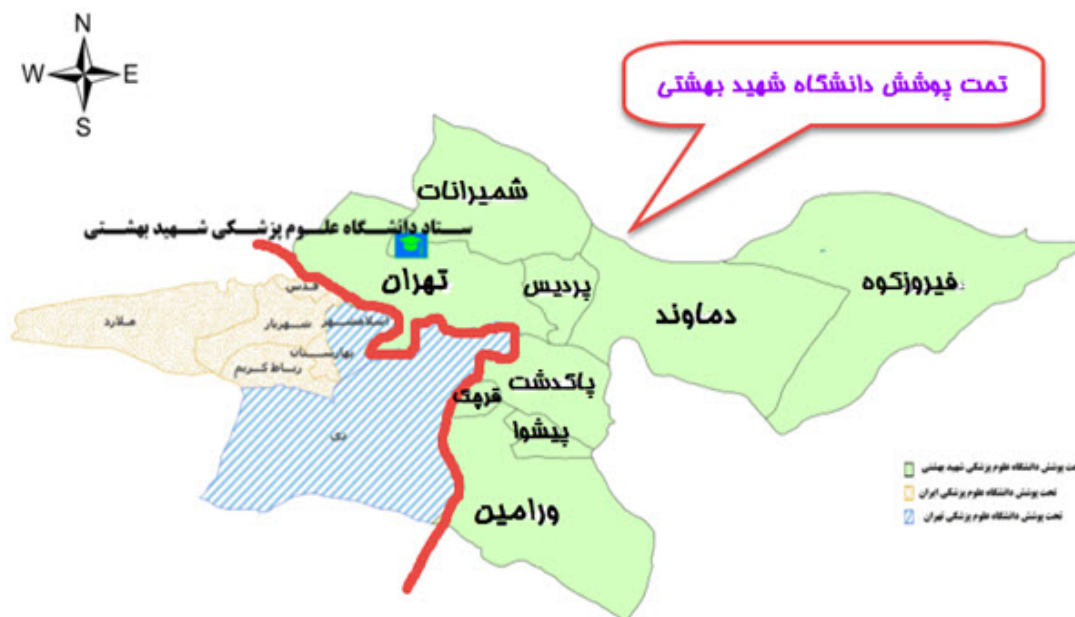 N
W E
S
تحت پوشش دانشگاه شهید بهشتی
شمیرانات
ستاد دانشگاه علوم پزشکی شهید بهشتی
تهران
پردیس
دماوند
فیروزکوه
قدس
ملارد
شهریار
اسلامشهر
بهارستان
رباط کریم
پاکدشت
قرچک
پیشوا
ری
ورامین
تحت پوشش دانشگاه علوم پزشکی شهید بهشتی
تحت پوشش دانشگاه علوم پزشکی ایران
تحت پوشش دانشگاه علوم پزشکی تهران